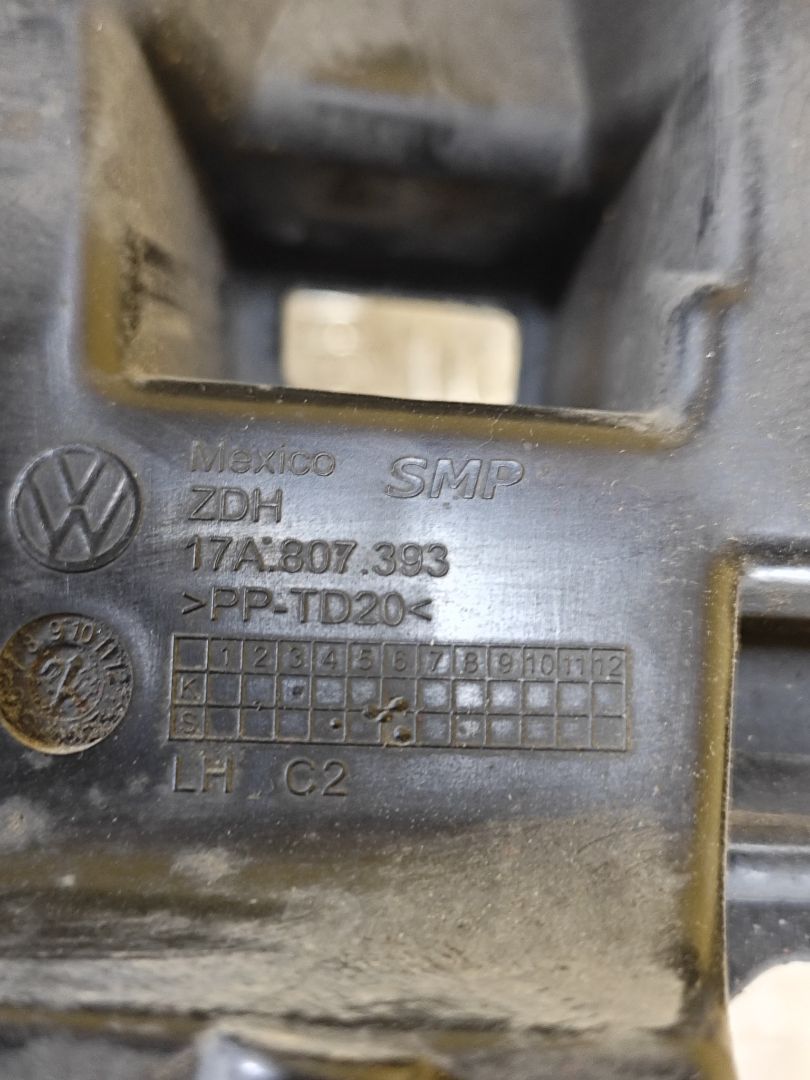 Mexico SMP
ZDH
17A.807.393
>PP-TD20<
1 2 3 4 5 6 7 8 9 10 11 12
K
S
LH C2